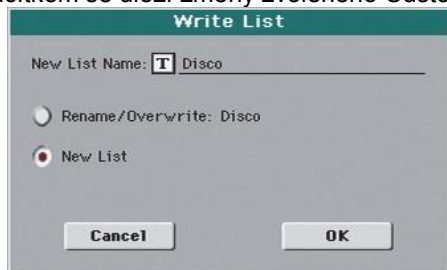 Write List
New List Name: T Disco
Rename/Overwrite: Disco
New List
Cancel
OK